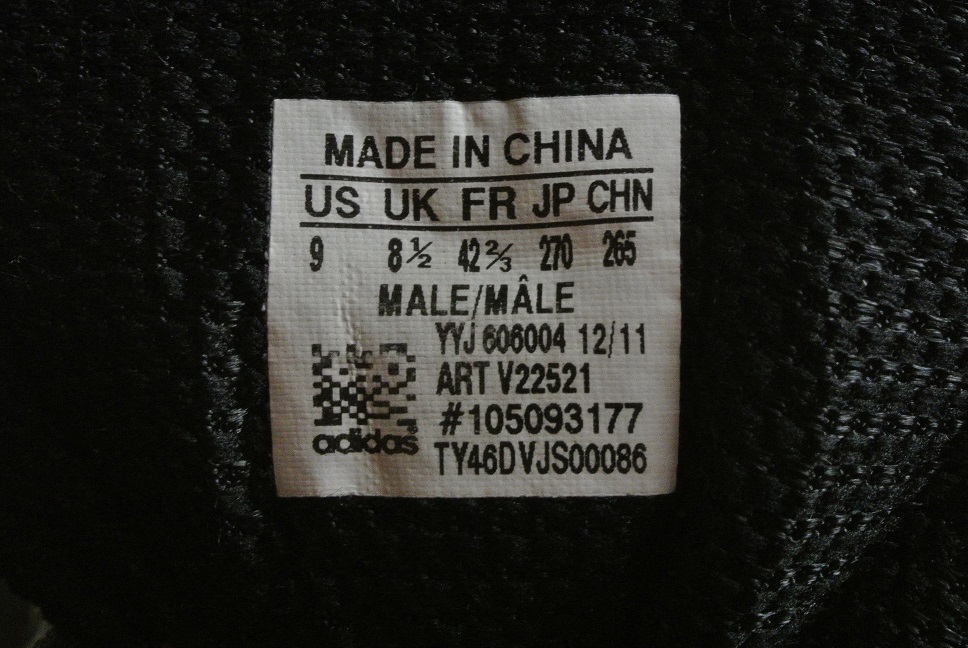 MADE IN CHINA
US UK FR JP CHN
9 8½ 42⅔ 270 265
MALE/MÂLE
YYJ 606004 12/11
ART V22521
#105093177
adidas®
TY46DVJS00086